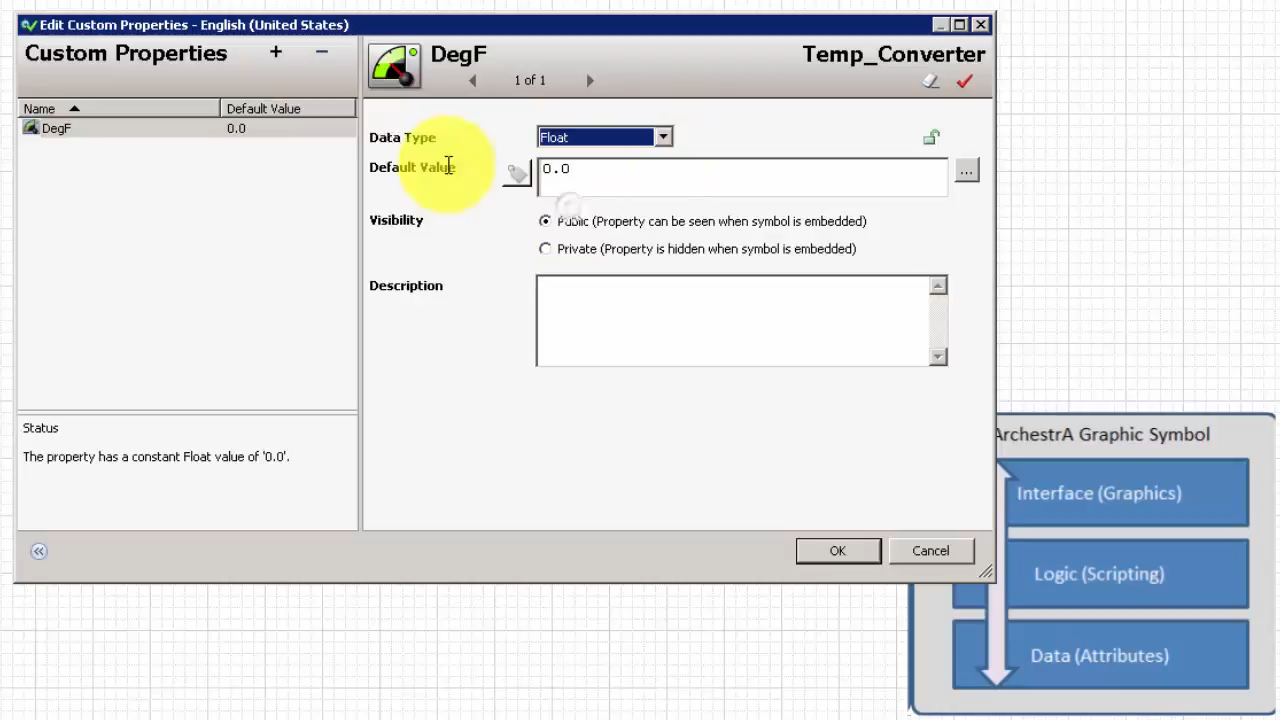 Edit Custom Properties - English (United States)
Custom Properties + −
Name Default Value
DegF 0.0
Status
The property has a constant Float value of '0.0'.
DegF Temp_Converter
1 of 1
Data Type Float
Default Value 0.0 ...
Visibility Public (Property can be seen when symbol is embedded)
Private (Property is hidden when symbol is embedded)
Description
OK Cancel
ArchestrA Graphic Symbol
Interface (Graphics)
Logic (Scripting)
Data (Attributes)